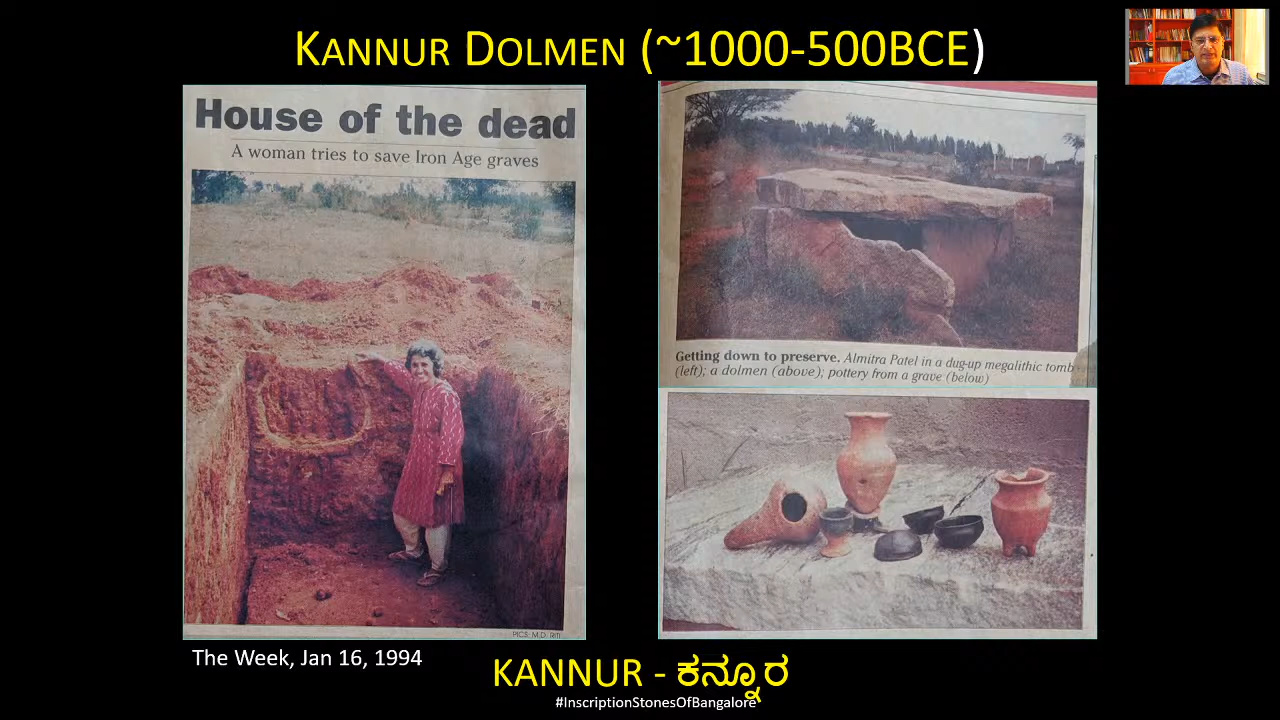 KANNUR DOLMEN (~1000-500BCE)
House of the dead
A woman tries to save Iron Age graves
PICS: M.D. Riti
Getting down to preserve. Almitra Patel in a dug-up megalithic tomb
(left); a dolmen (above); pottery from a grave (below)
The Week, Jan 16, 1994
KANNUR - ಕನ್ನೂರ
#InscriptionStonesOfBangalore